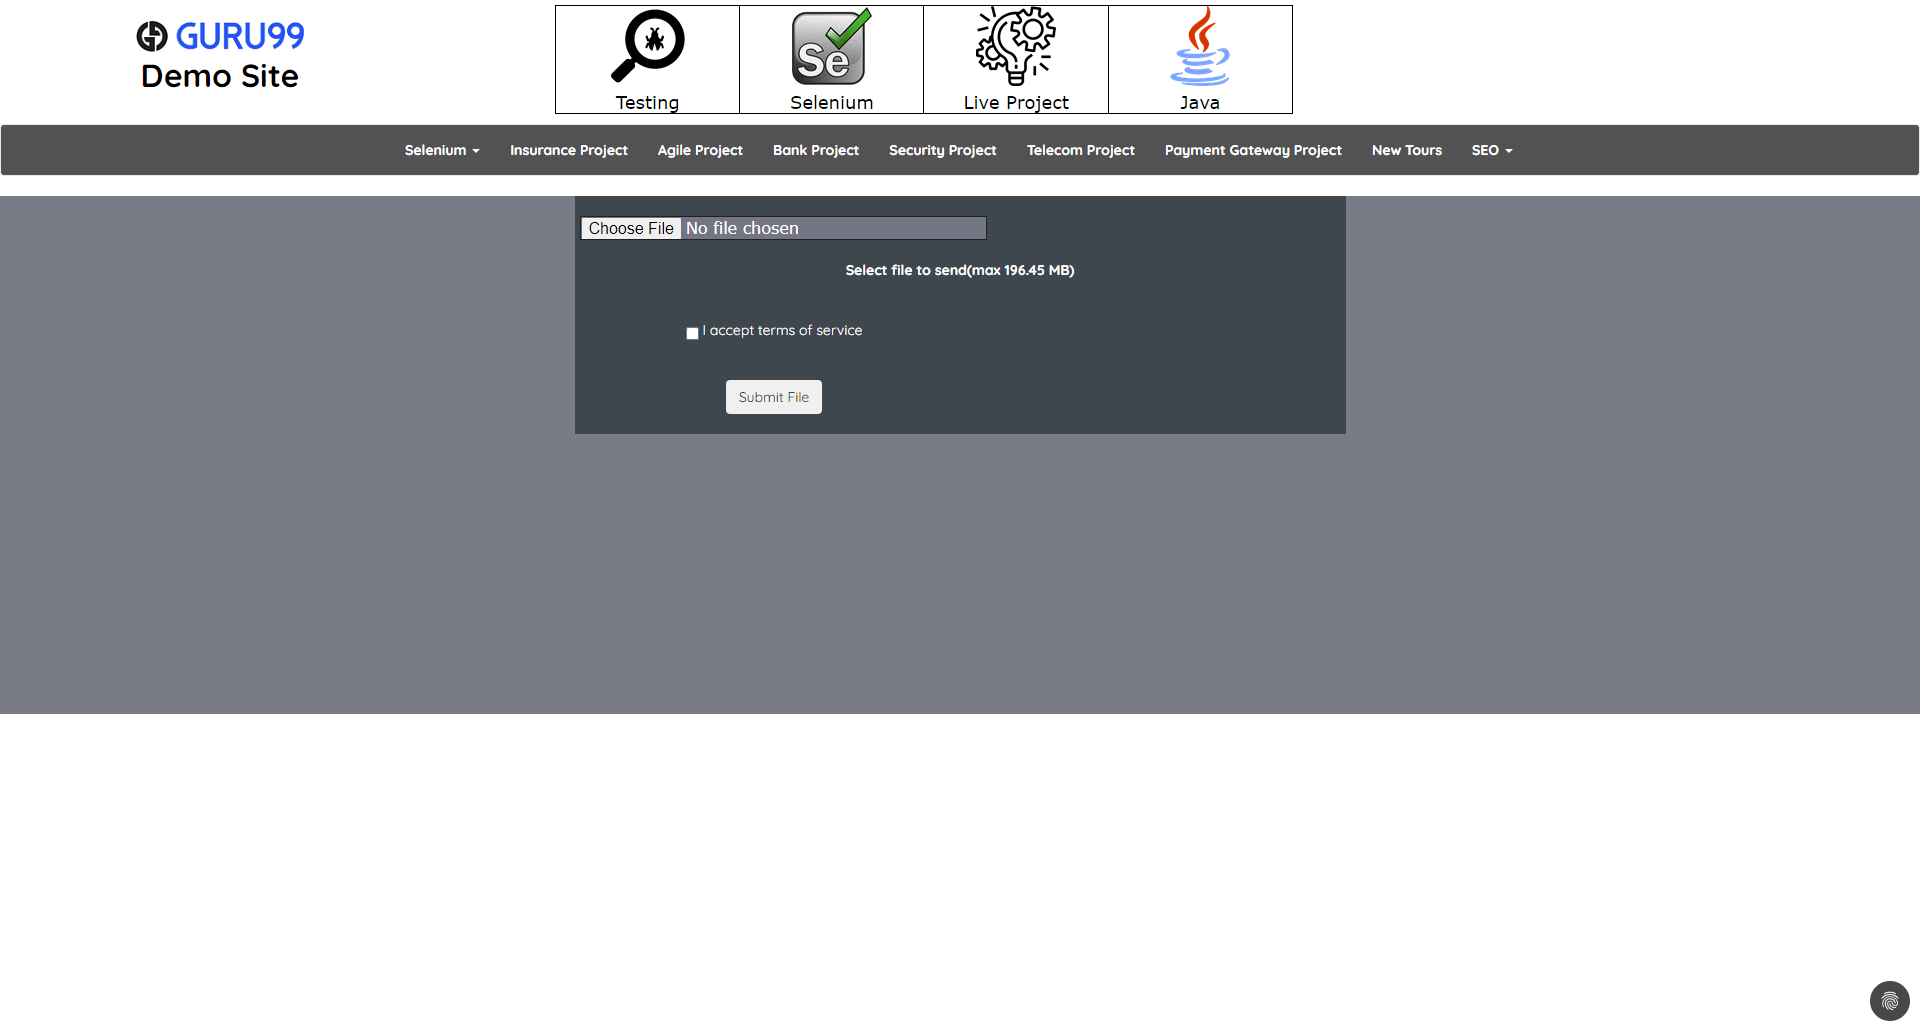 GURU99
Demo Site
Se
Testing
Selenium
Live Project
Java
Selenium
Insurance Project
Agile Project
Bank Project
Security Project
Telecom Project
Payment Gateway Project
New Tours
SEO
Choose File No file chosen
Select file to send(max 196.45 MB)
I accept terms of service
Submit File